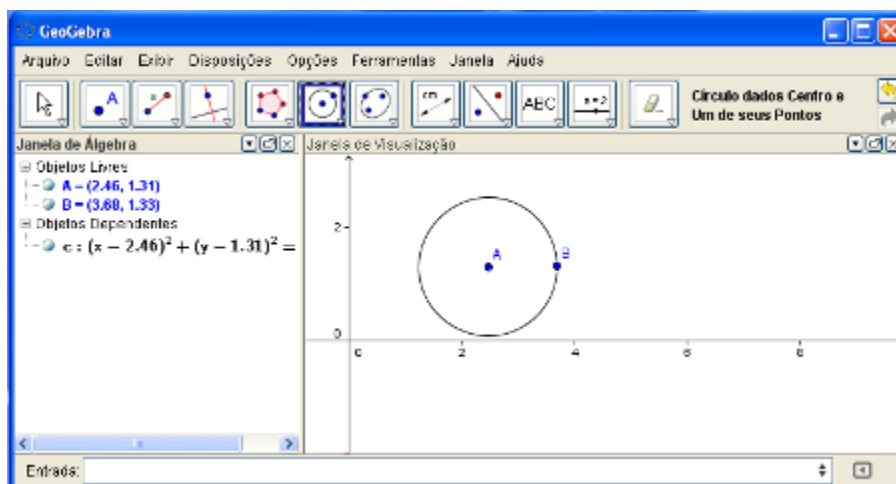 GeoGebra
Arquivo Editar Exibir Disposições Opções Ferramentas Janela Ajuda
A
cm
ABC
a=2
Círculo dados Centro e
Um de seus Pontos
Janela de Álgebra
Objetos Livres
A = (2.46, 1.31)
B = (3.68, 1.33)
Objetos Dependentes
c : (x − 2.46)² + (y − 1.31)² =
Janela de Visualização
A
B
2
0
0 2 4 6 8
Entrada: